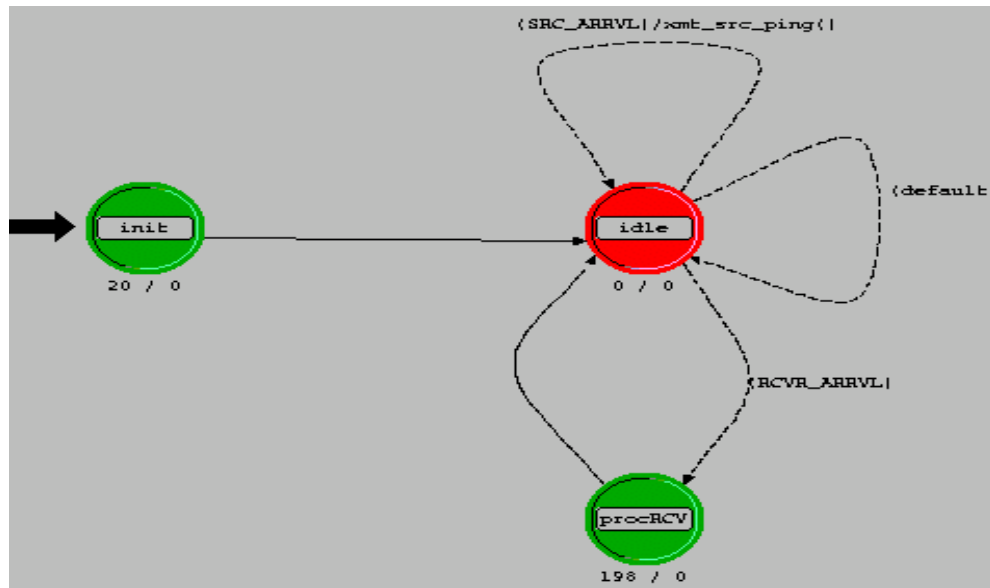 (SRC_ARRVL)/xmt_src_ping()
(default
init
idle
20 / 0
0 / 0
(RCVR_ARRVL)
procRCV
198 / 0